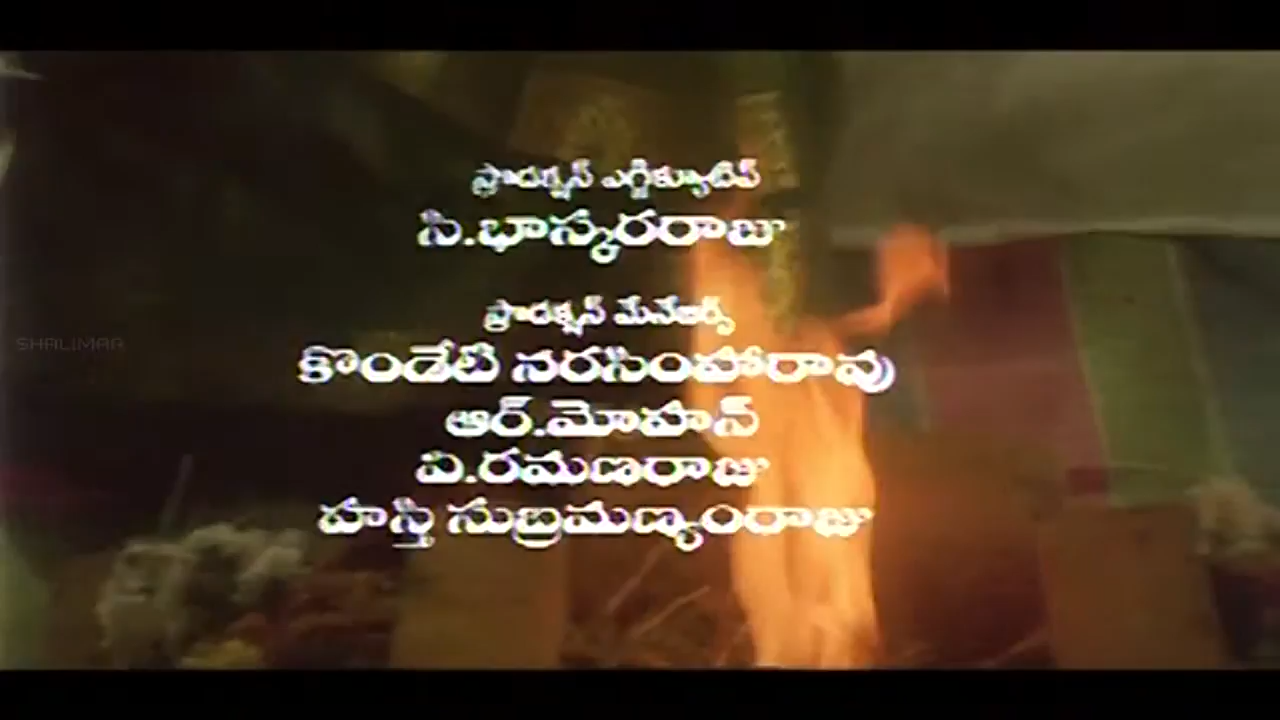 ప్రొడక్షన్ ఎగ్జిక్యూటివ్
సి.భాస్కరరాజు
ప్రొడక్షన్ మేనేజర్స్
కొండేటి నరసింహారావు
ఆర్.మోహన్
వి.రమణరాజు
హస్తి సుబ్రమణ్యంరాజు
SHALIMAR